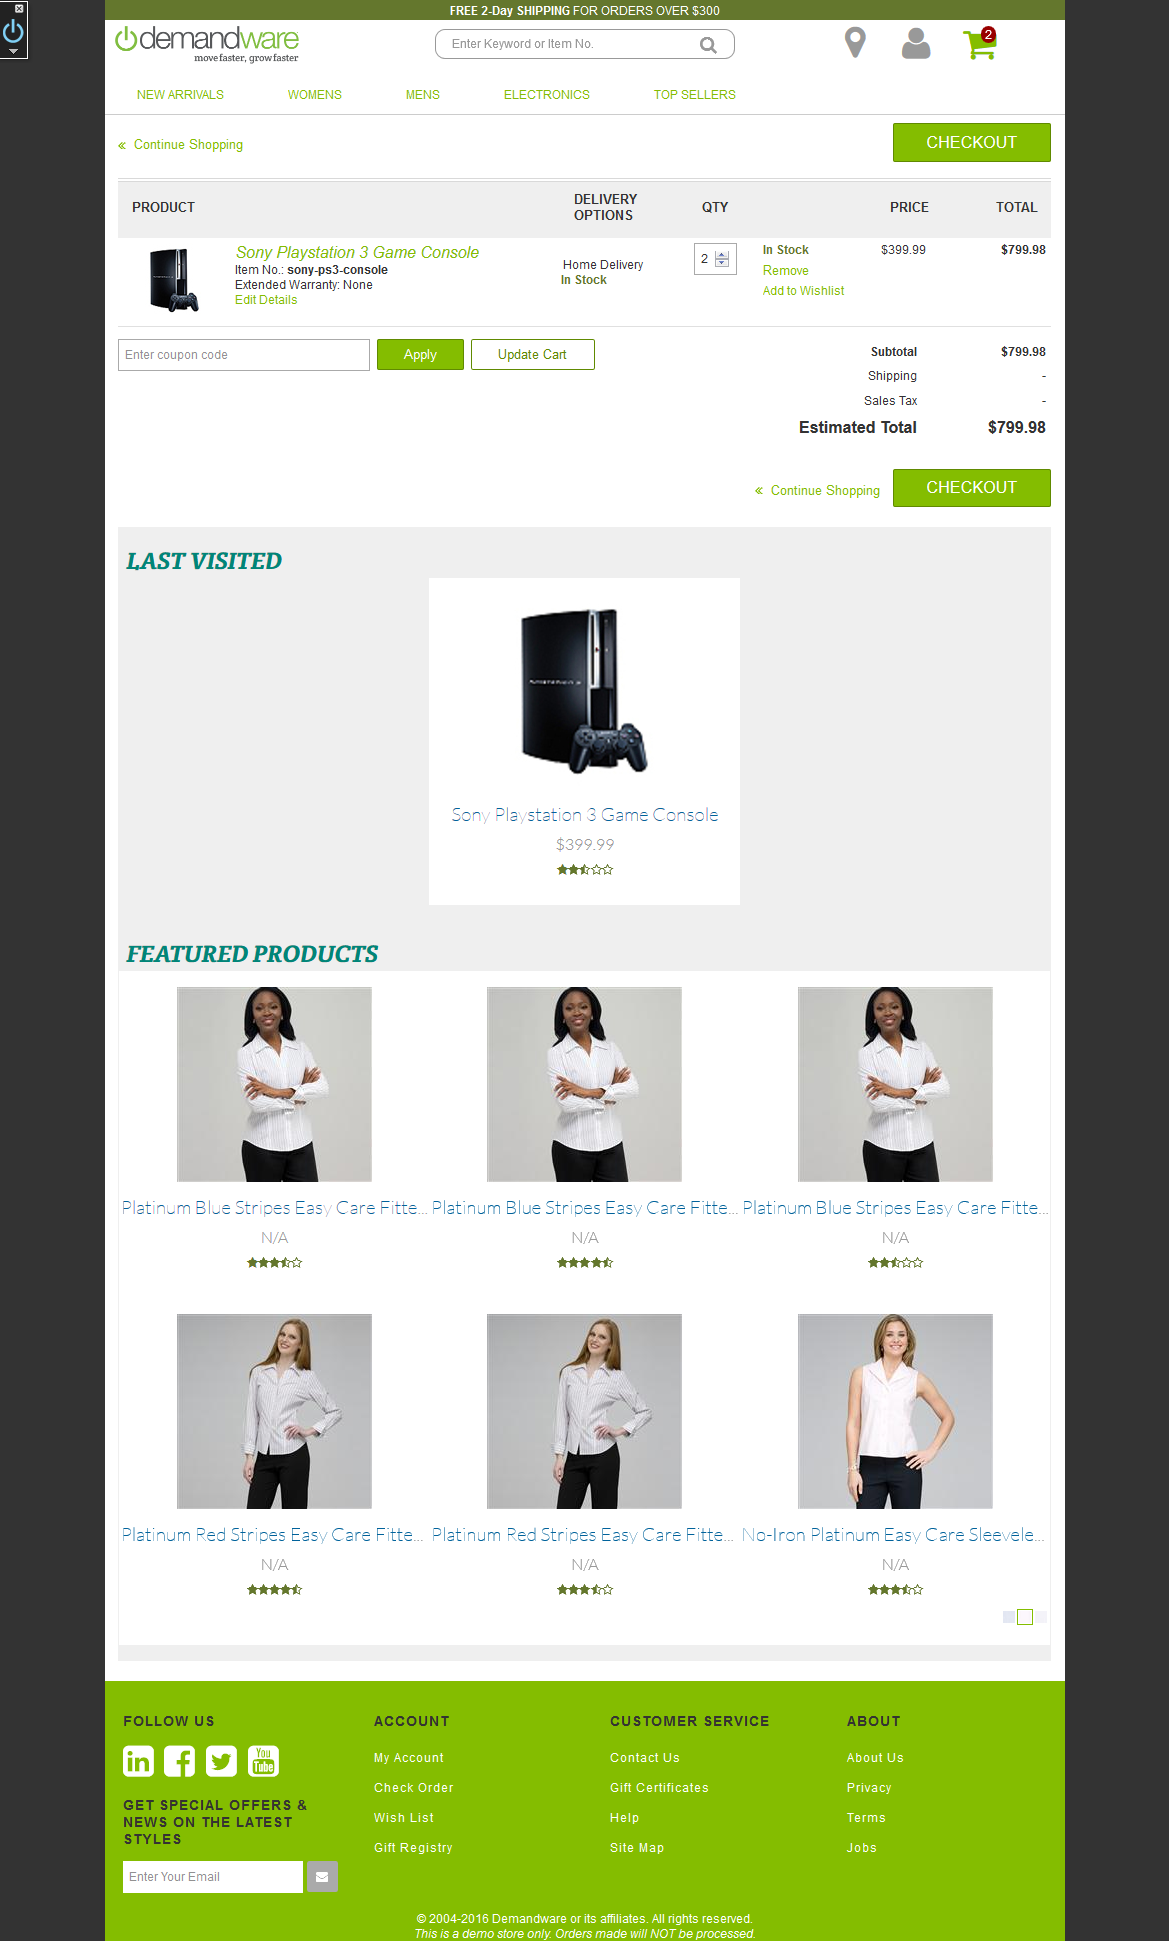 FREE 2-Day SHIPPING FOR ORDERS OVER $300
demandware
move faster, grow faster
Enter Keyword or Item No.
2
NEW ARRIVALS WOMENS MENS ELECTRONICS TOP SELLERS
« Continue Shopping
CHECKOUT
PRODUCT DELIVERY OPTIONS QTY PRICE TOTAL
Sony Playstation 3 Game Console
Item No.: sony-ps3-console
Extended Warranty: None
Edit Details
Home Delivery
In Stock
2
In Stock
Remove
Add to Wishlist
$399.99
$799.98
Enter coupon code
Apply
Update Cart
Subtotal $799.98
Shipping -
Sales Tax -
Estimated Total $799.98
« Continue Shopping
CHECKOUT
LAST VISITED
Sony Playstation 3 Game Console
$399.99
FEATURED PRODUCTS
Platinum Blue Stripes Easy Care Fitte... Platinum Blue Stripes Easy Care Fitte... Platinum Blue Stripes Easy Care Fitte...
N/A N/A N/A
Platinum Red Stripes Easy Care Fitte... Platinum Red Stripes Easy Care Fitte... No-Iron Platinum Easy Care Sleevele...
N/A N/A N/A
FOLLOW US
in
You
Tube
GET SPECIAL OFFERS &
NEWS ON THE LATEST
STYLES
Enter Your Email
ACCOUNT
My Account
Check Order
Wish List
Gift Registry
CUSTOMER SERVICE
Contact Us
Gift Certificates
Help
Site Map
ABOUT
About Us
Privacy
Terms
Jobs
© 2004-2016 Demandware or its affiliates. All rights reserved.
This is a demo store only. Orders made will NOT be processed.